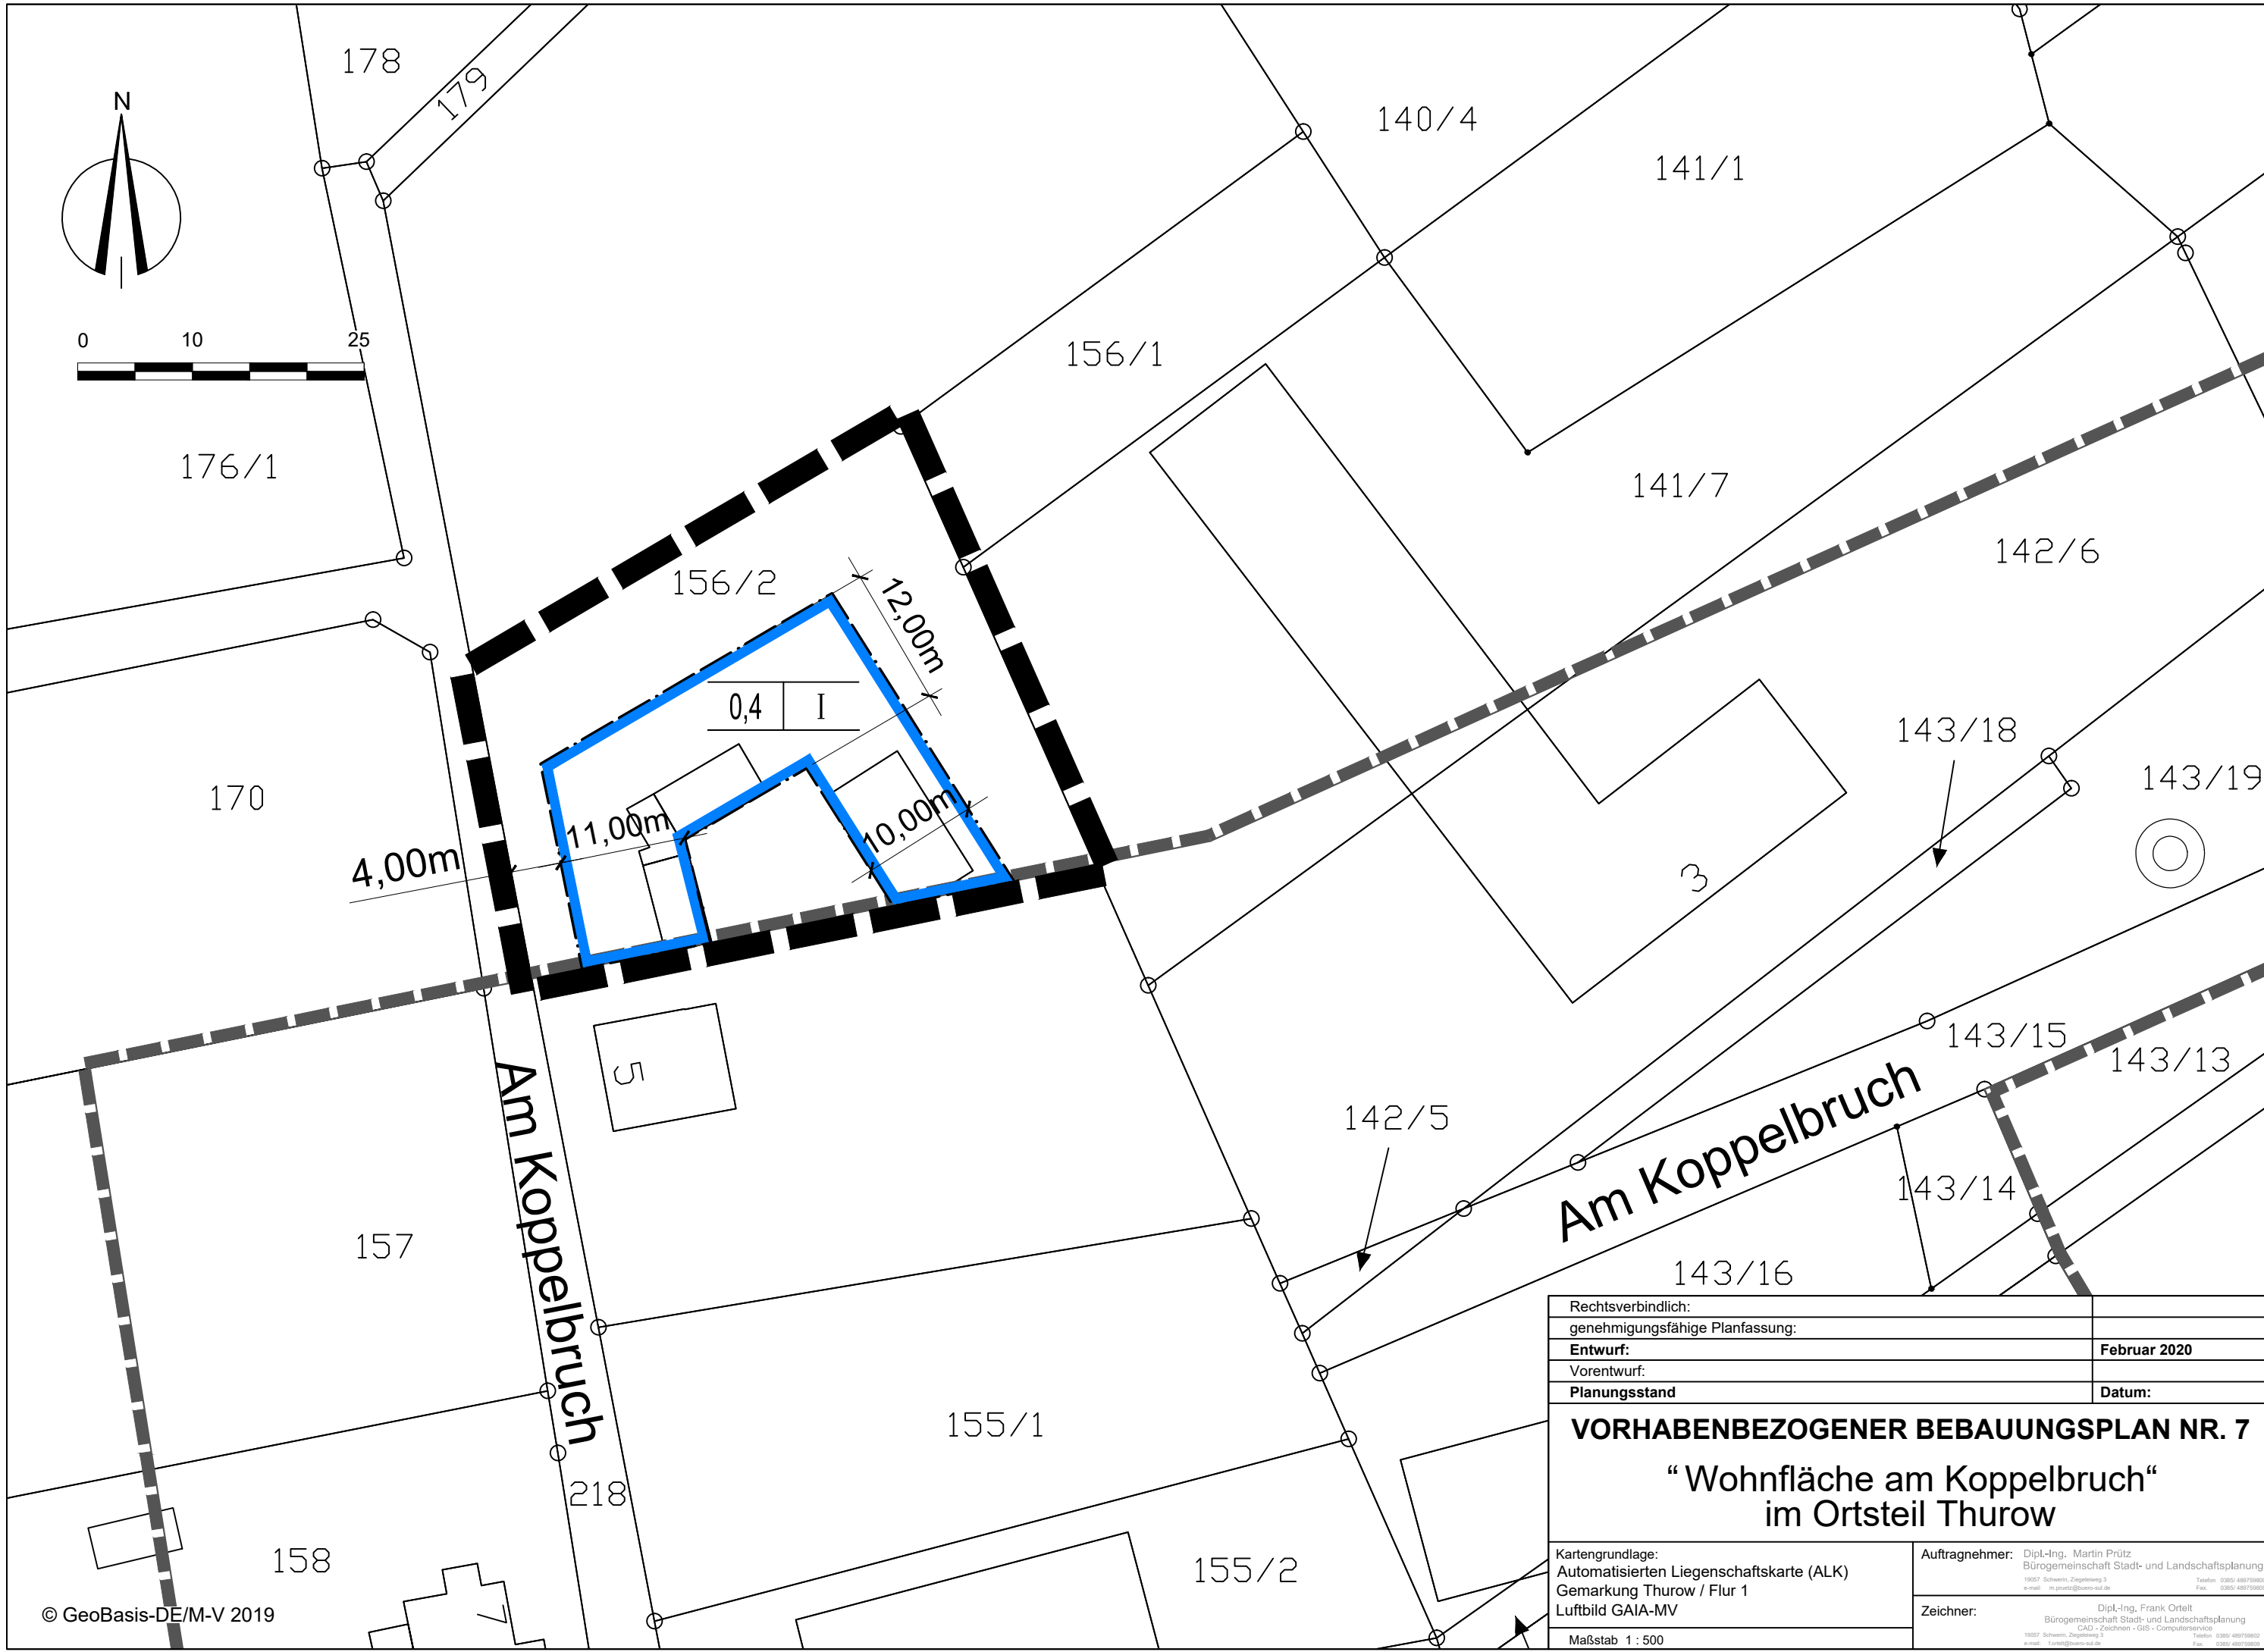 178
179
N
140/4
141/1
0 10 25
156/1
176/1
141/7
142/6
156/2
12,00m
0,4 I
143/18
143/19
170
11,00m
10,00m
4,00m
3
5
143/15
143/13
142/5
Am Koppelbruch
Am Koppelbruch
143/14
157
143/16
155/1
218
158
155/2
7
© GeoBasis-DE/M-V 2019
Rechtsverbindlich:
genehmigungsfähige Planfassung:
Entwurf: Februar 2020
Vorentwurf:
Planungsstand Datum:
VORHABENBEZOGENER BEBAUUNGSPLAN NR. 7
“ Wohnfläche am Koppelbruch“
im Ortsteil Thurow
Kartengrundlage:
Automatisierten Liegenschaftskarte (ALK)
Gemarkung Thurow / Flur 1
Luftbild GAIA-MV
Maßstab 1 : 500
Auftragnehmer: Dipl.-Ing. Martin Prütz
Bürogemeinschaft Stadt- und Landschaftsplanung
Zeichner: Dipl.-Ing. Frank Ortelt
Bürogemeinschaft Stadt- und Landschaftsplanung
CAD - Zeichnen - GIS - Computerservice